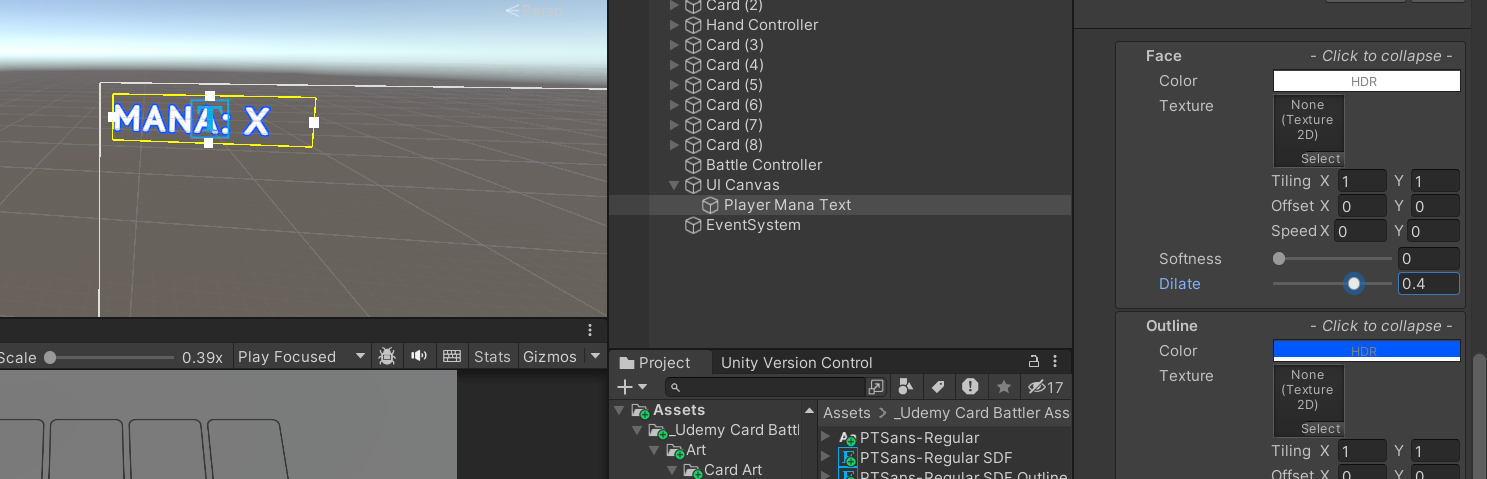 Persp
MANA: X
Card (2)
Hand Controller
Card (3)
Card (4)
Card (5)
Card (6)
Card (7)
Card (8)
Battle Controller
UI Canvas
Player Mana Text
EventSystem
Scale 0.39x Play Focused Stats Gizmos
Project Unity Version Control
17
Assets
_Udemy Card Battl
Art
Card Art
Assets > _Udemy Card Battler Ass
PTSans-Regular
PTSans-Regular SDF
PTSans-Regular SDF Outline
Face - Click to collapse -
Color HDR
Texture None
(Texture
2D)
Select
Tiling X 1 Y 1
Offset X 0 Y 0
Speed X 0 Y 0
Softness 0
Dilate 0.4
Outline - Click to collapse -
Color HDR
Texture None
(Texture
2D)
Select
Tiling X 1 Y 1
Offset X 0 Y 0